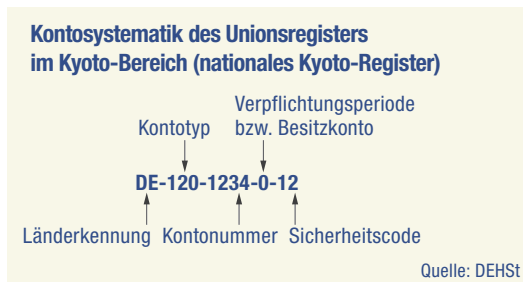 Kontosystematik des Unionsregisters
im Kyoto-Bereich (nationales Kyoto-Register)
Verpflichtungsperiode
Kontotyp bzw. Besitzkonto
DE-120-1234-0-12
Länderkennung Kontonummer Sicherheitscode
Quelle: DEHSt